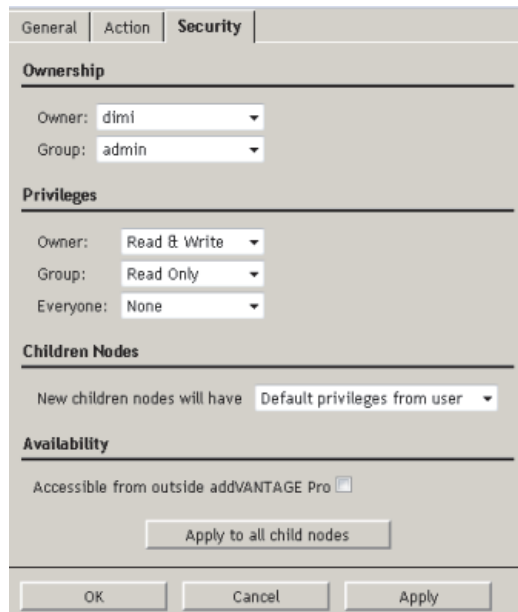 General Action Security
Ownership
Owner: dimi
Group: admin
Privileges
Owner: Read & Write
Group: Read Only
Everyone: None
Children Nodes
New children nodes will have Default privileges from user
Availability
Accessible from outside addVANTAGE Pro
Apply to all child nodes
OK Cancel Apply